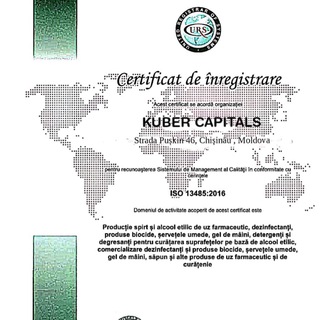 URS
Certificat de înregistrare
Acest certificat se acordă organizației
KUBER CAPITALS
Strada Pușkin 46, Chișinău , Moldova
pentru recunoașterea Sistemului de Management al Calității în conformitate cu
cerințele
ISO 13485:2016
Domeniul de activitate acoperit de acest certificat este
Producție spirt și alcool etilic de uz farmaceutic, dezinfectanți,
produse biocide, șervețele umede, gel de mâini, detergenți și
degresanți pentru curățarea suprafețelor pe bază de alcool etilic,
comercializare dezinfectanți și produse biocide, șervețele umede,
gel de mâini, săpun și alte produse de uz farmaceutic și de
curățenie